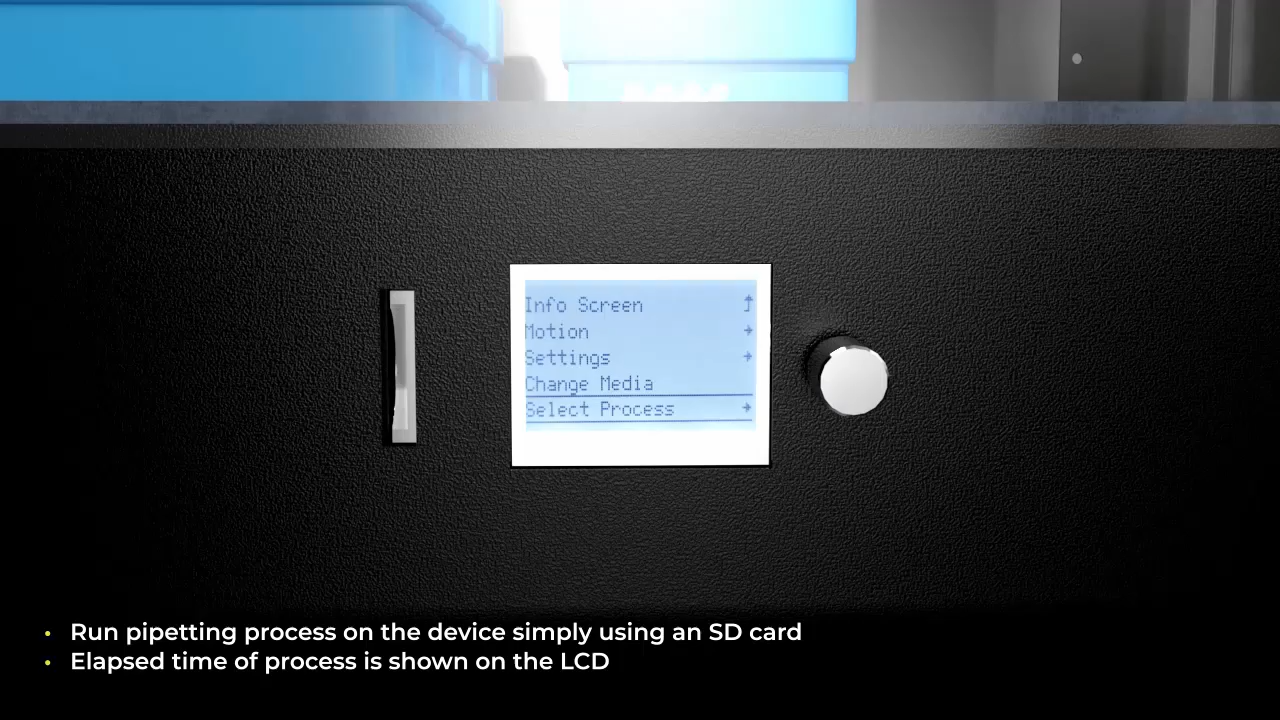 Info Screen
Motion
Settings
Change Media
Select Process
Run pipetting process on the device simply using an SD card
Elapsed time of process is shown on the LCD